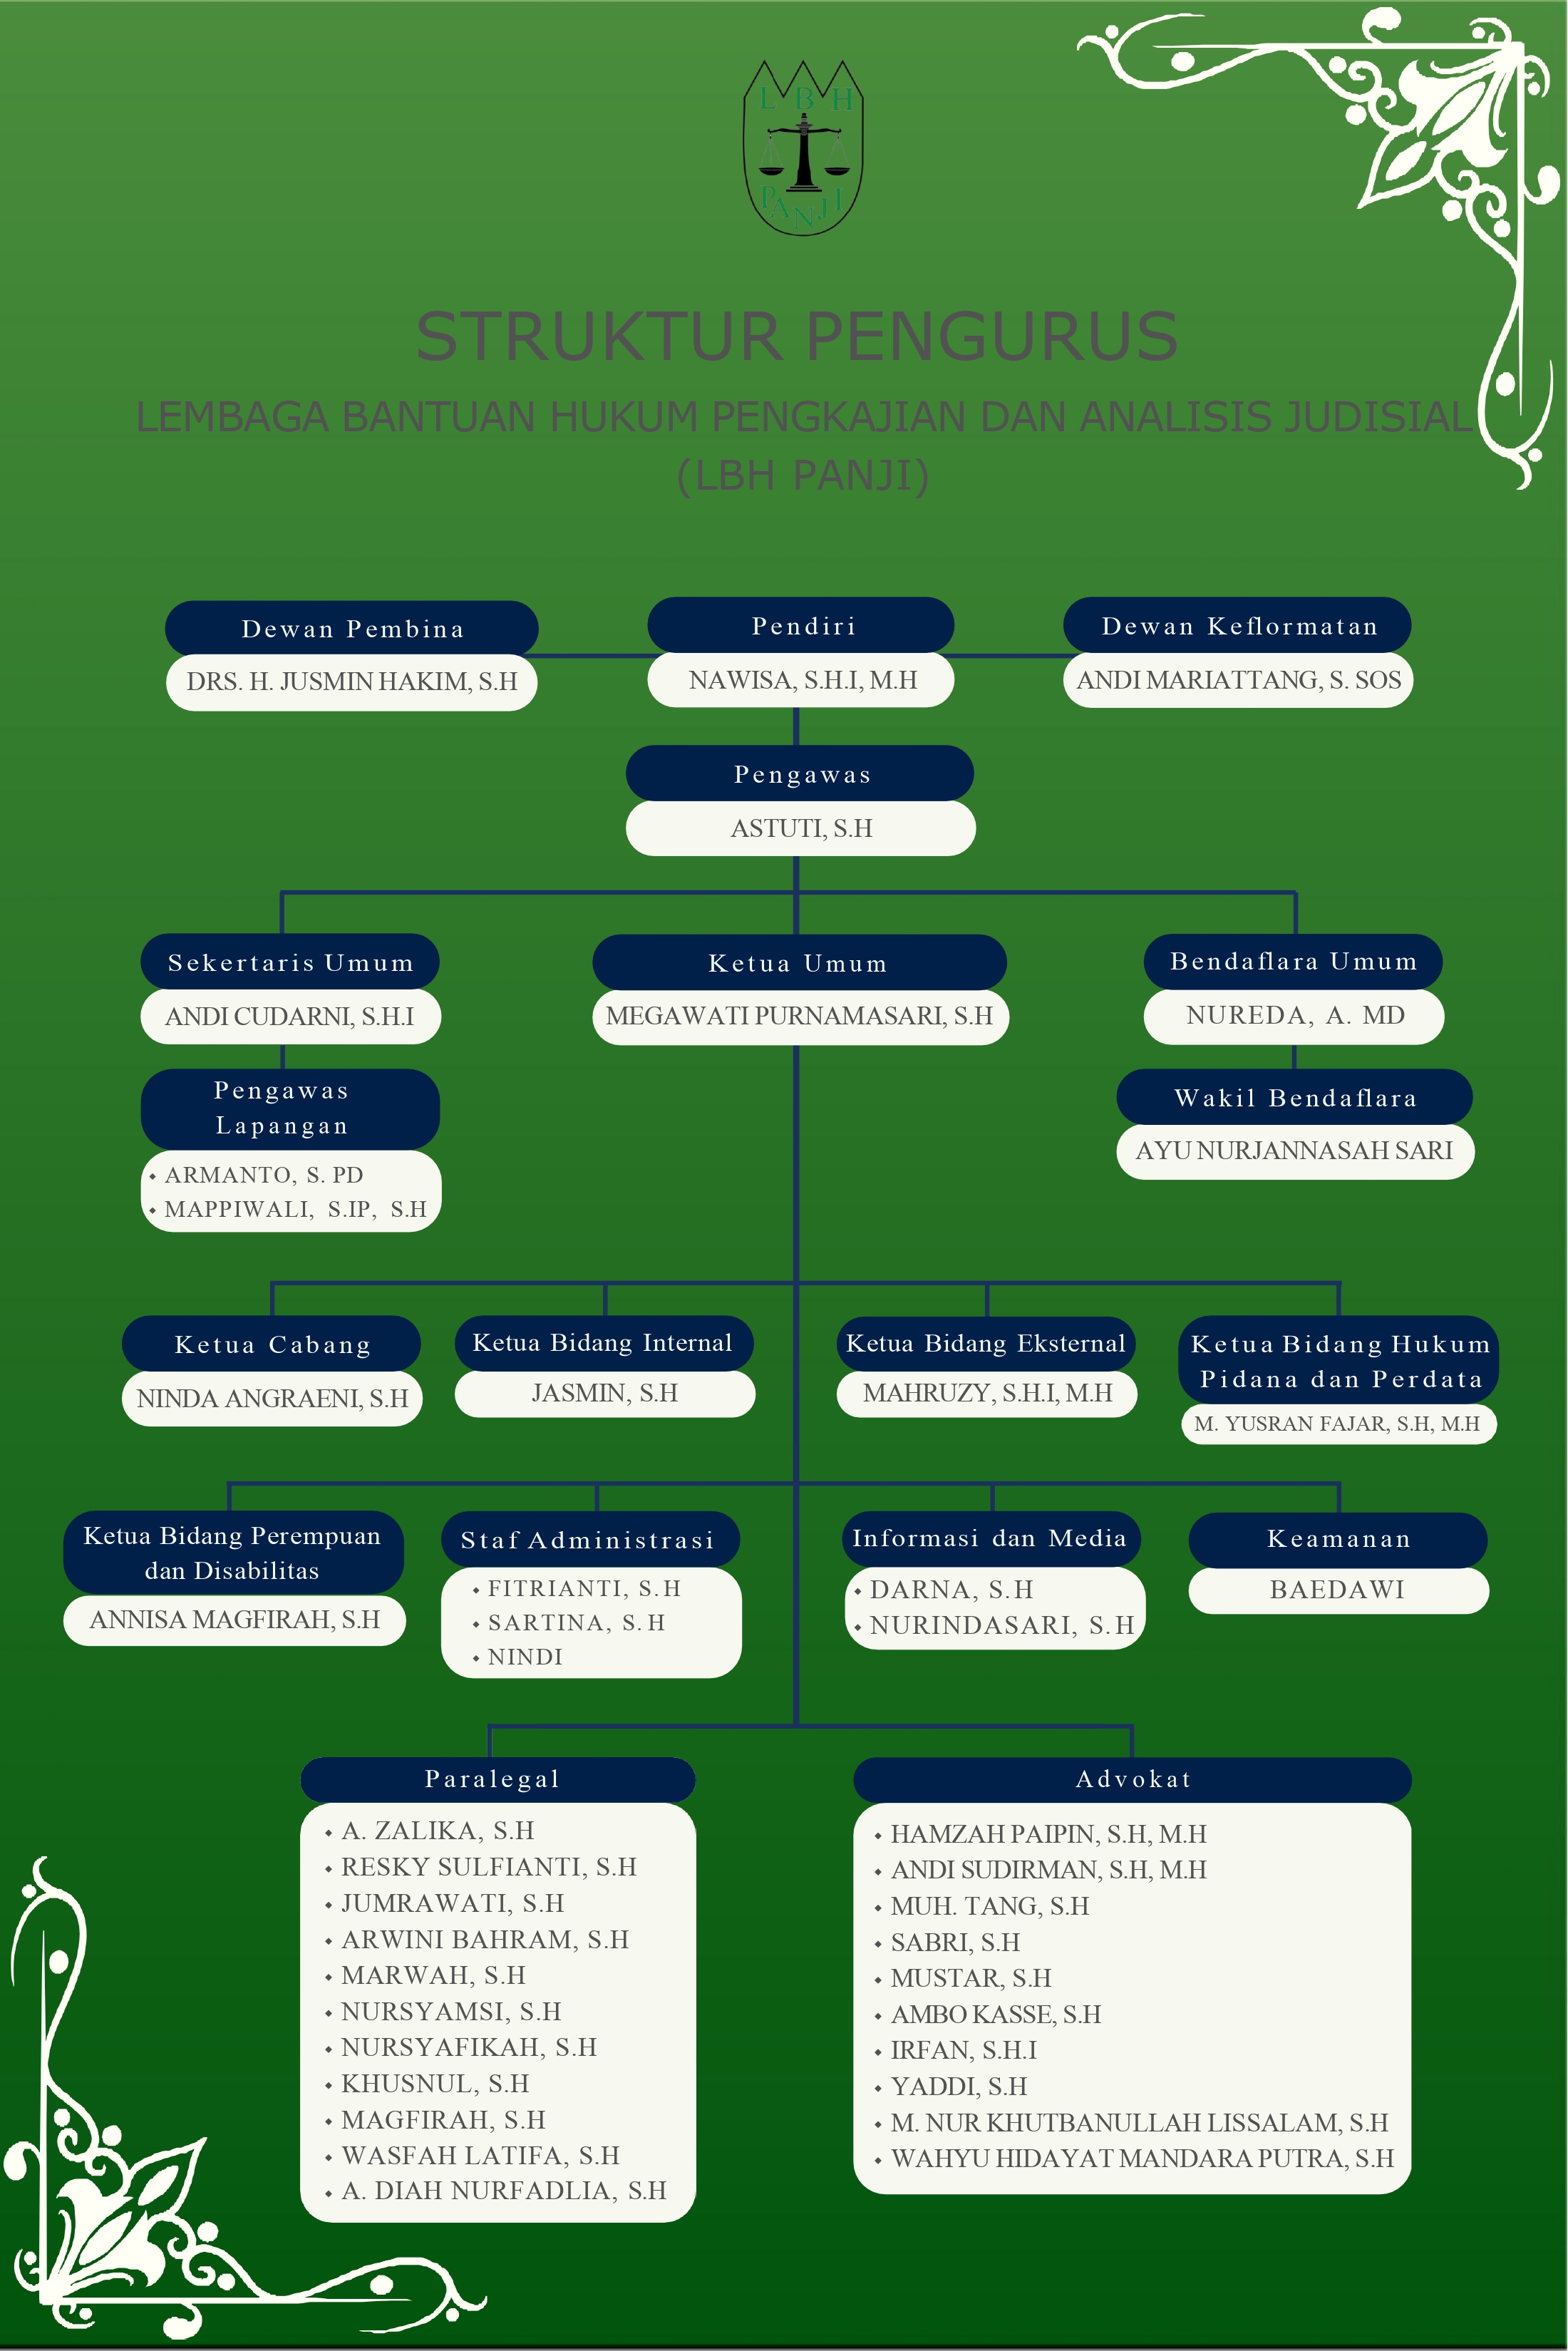 L B H
PANJI
STRUKTUR PENGURUS
LEMBAGA BANTUAN HUKUM PENGKAJIAN DAN ANALISIS JUDISIAL
(LBH PANJI)
Dewan Pembina
DRS. H. JUSMIN HAKIM, S.H
Pendiri
NAWISA, S.H.I, M.H
Dewan Keflormatan
ANDI MARIATTANG, S. SOS
Pengawas
ASTUTI, S.H
Sekertaris Umum
ANDI CUDARNI, S.H.I
Ketua Umum
MEGAWATI PURNAMASARI, S.H
Bendaflara Umum
NUREDA, A. MD
Pengawas
Lapangan
• ARMANTO, S. PD
• MAPPIWALI, S.IP, S.H
Wakil Bendaflara
AYU NURJANNASAH SARI
Ketua Cabang
NINDA ANGRAENI, S.H
Ketua Bidang Internal
JASMIN, S.H
Ketua Bidang Eksternal
MAHRUZY, S.H.I, M.H
Ketua Bidang Hukum
Pidana dan Perdata
M. YUSRAN FAJAR, S.H, M.H
Ketua Bidang Perempuan
dan Disabilitas
ANNISA MAGFIRAH, S.H
Staf Administrasi
• FITRIANTI, S.H
• SARTINA, S.H
• NINDI
Informasi dan Media
• DARNA, S.H
• NURINDASARI, S.H
Keamanan
BAEDAWI
Paralegal
• A. ZALIKA, S.H
• RESKY SULFIANTI, S.H
• JUMRAWATI, S.H
• ARWINI BAHRAM, S.H
• MARWAH, S.H
• NURSYAMSI, S.H
• NURSYAFIKAH, S.H
• KHUSNUL, S.H
• MAGFIRAH, S.H
• WASFAH LATIFA, S.H
• A. DIAH NURFADLIA, S.H
Advokat
• HAMZAH PAIPIN, S.H, M.H
• ANDI SUDIRMAN, S.H, M.H
• MUH. TANG, S.H
• SABRI, S.H
• MUSTAR, S.H
• AMBO KASSE, S.H
• IRFAN, S.H.I
• YADDI, S.H
• M. NUR KHUTBANULLAH LISSALAM, S.H
• WAHYU HIDAYAT MANDARA PUTRA, S.H